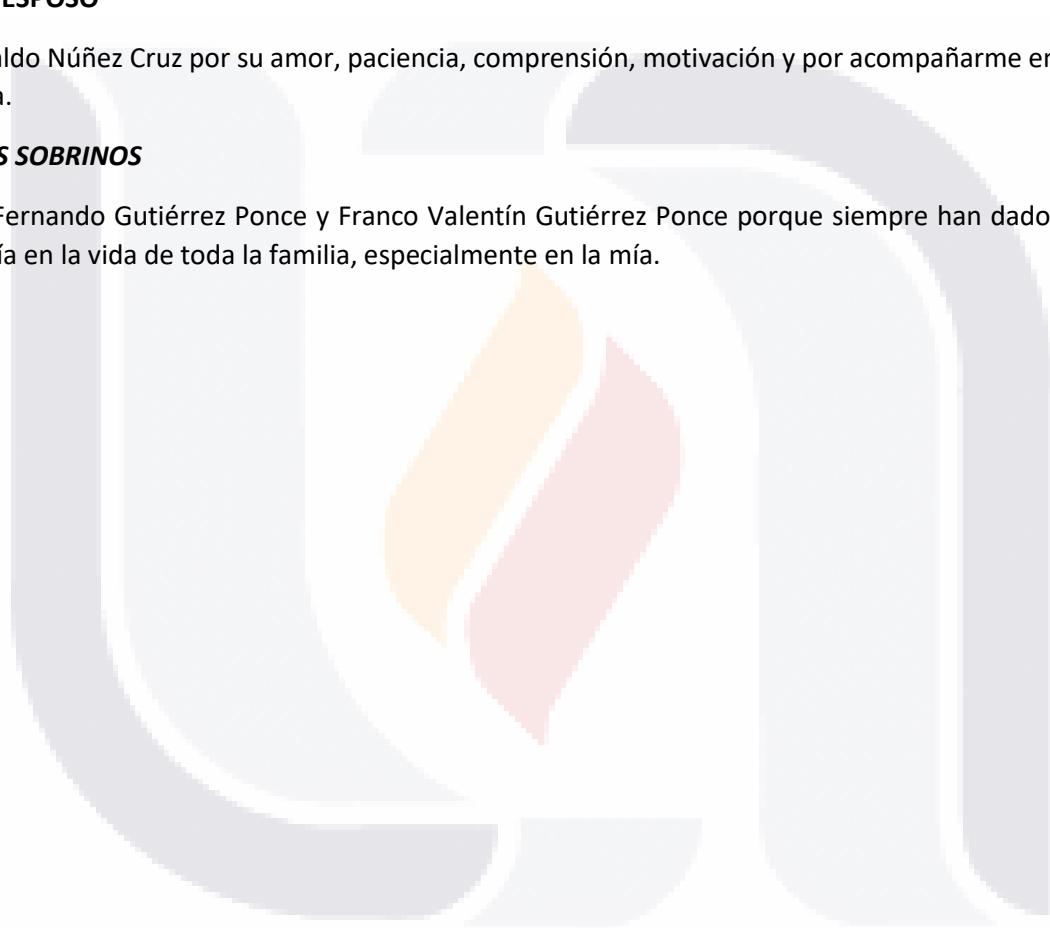 ESPOSO
ldo Núñez Cruz por su amor, paciencia, comprensión, motivación y por acompañarme en
a.
S SOBRINOS
Fernando Gutiérrez Ponce y Franco Valentín Gutiérrez Ponce porque siempre han dado
ía en la vida de toda la familia, especialmente en la mía.